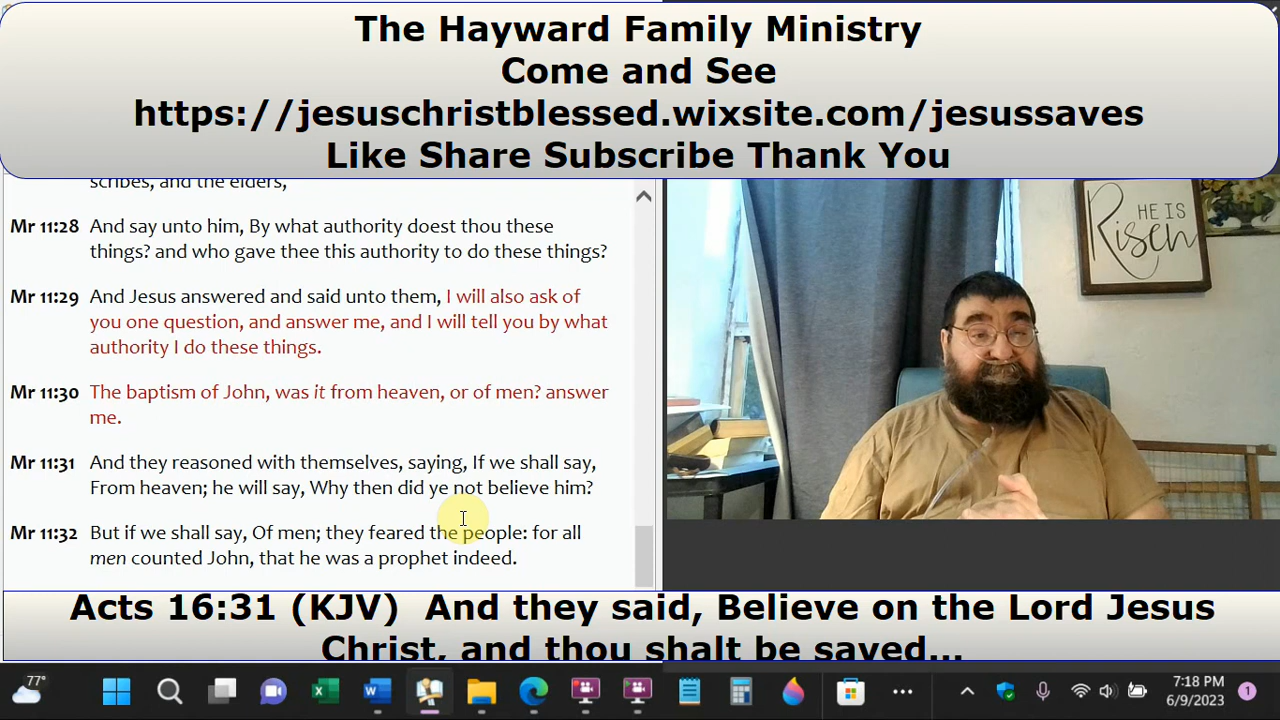 The Hayward Family Ministry
Come and See
https://jesuschristblessed.wixsite.com/jesussaves
Like Share Subscribe Thank You
scribes, and the elders,
Mr 11:28 And say unto him, By what authority doest thou these
things? and who gave thee this authority to do these things?
Mr 11:29 And Jesus answered and said unto them, I will also ask of
you one question, and answer me, and I will tell you by what
authority I do these things.
Mr 11:30 The baptism of John, was it from heaven, or of men? answer
me.
Mr 11:31 And they reasoned with themselves, saying, If we shall say,
From heaven; he will say, Why then did ye not believe him?
Mr 11:32 But if we shall say, Of men; they feared the people: for all
men counted John, that he was a prophet indeed.
HE IS
Risen
Acts 16:31 (KJV) And they said, Believe on the Lord Jesus
Christ, and thou shalt be saved...
77°
7:18 PM
6/9/2023
1